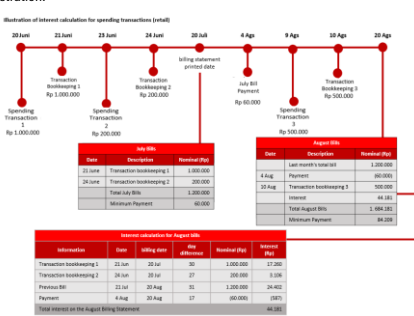 Illustration of interest calculation for spending transactions (retail)
20 Juni 21 Juni 23 Juni 24 Juni 20 Juli 4 Ags 9 Ags 10 Ags 20 Ags
billing statement
printed date
Transaction
Bookkeeping 1
Rp 1.000.000
Transaction
Bookkeeping 2
Rp 200.000
July Bill
Payment
Rp 60.000
Transaction
Bookkeeping 3
Rp 500.000
Spending
Transaction
1
Rp 1.000.000
Spending
Transaction
2
Rp 200.000
Spending
Transaction
3
Rp 500.000
July Bills
Date Description Nominal (Rp)
21 June Transaction bookkeeping 1 1.000.000
24 June Transaction bookkeeping 2 200.000
Total July Bills 1.200.000
Minimum Payment 60.000
August Bills
Date Description Nominal (Rp)
Last month's total bill 1.200.000
4 Aug Payment (60.000)
10 Aug Transaction bookkeeping 3 500.000
Interest 44.181
Total August Bills 1.684.181
Minimum Payment 84.209
Interest calculation for August bills
Information Date billing date day difference Nominal (Rp) Interest (Rp)
Transaction bookkeeping 1 21 Jun 20 Jul 30 1.000.000 17.260
Transaction bookkeeping 2 24 Jun 20 Jul 27 200.000 3.106
Previous Bill 21 Jul 20 Aug 31 1.200.000 24.402
Payment 4 Aug 20 Aug 17 (60.000) (587)
Total interest on the August Billing Statement 44.181